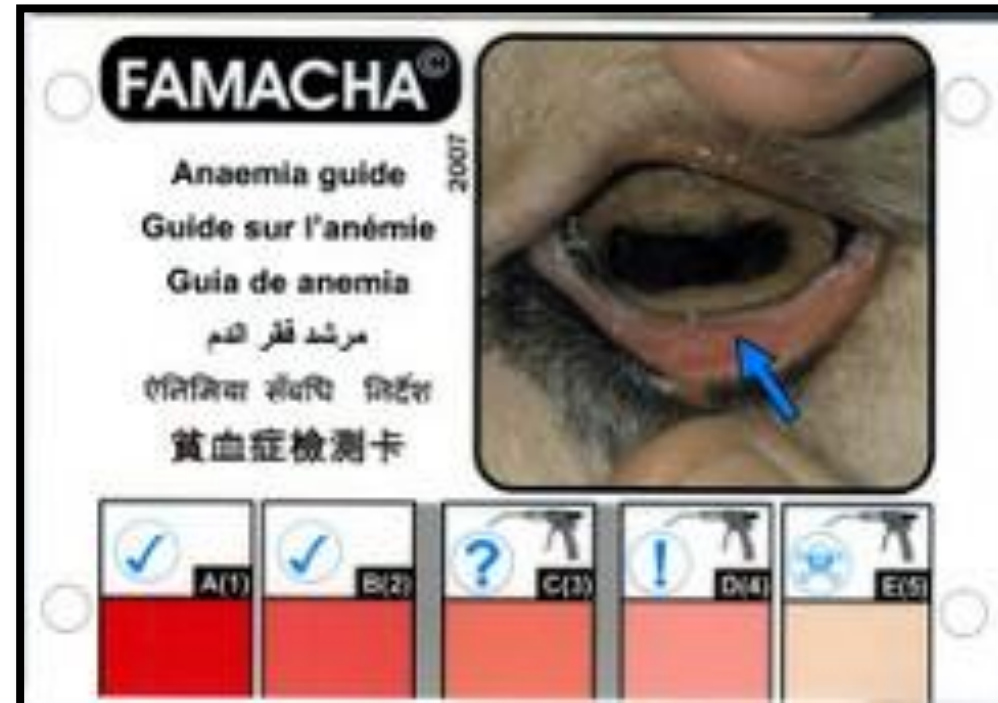 FAMACHA©
2007
Anaemia guide
Guide sur l'anémie
Guia de anemia
مرشد فقر الدم
निर्देश
貧血症檢測卡
✓ A(1)
✓ B(2)
? C(3)
! D(4)
E(5)